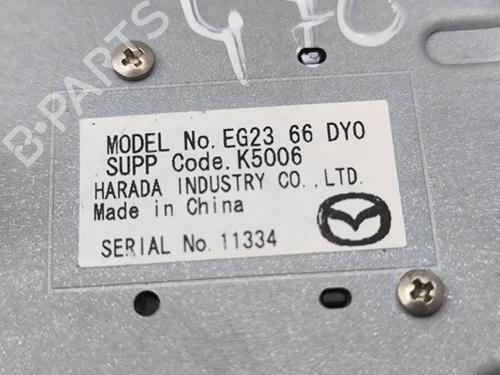 470
B-PARTS
MODEL No. EG23 66 DY0
SUPP Code. K5006
HARADA INDUSTRY CO.,LTD.
Made in China
SERIAL No. 11334